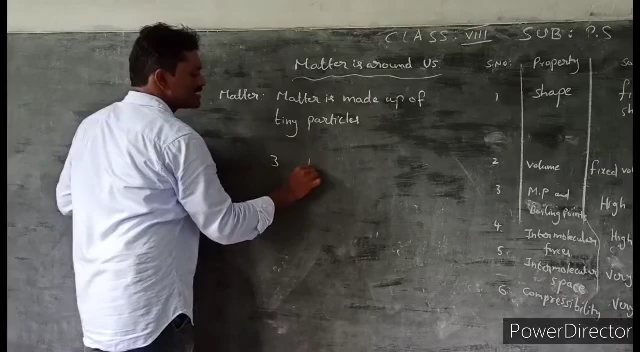 CLASS: VIII SUB: P.S
Matter is around US
Matter: Matter is made up of
tiny particles
3
S.NO: Property
1 shape
2 volume fixed
3 M.P and High
Boiling Points
4. Intermolecular High
forces
5. Intermolecular Very
space
6. Compressibility Very
PowerDirector